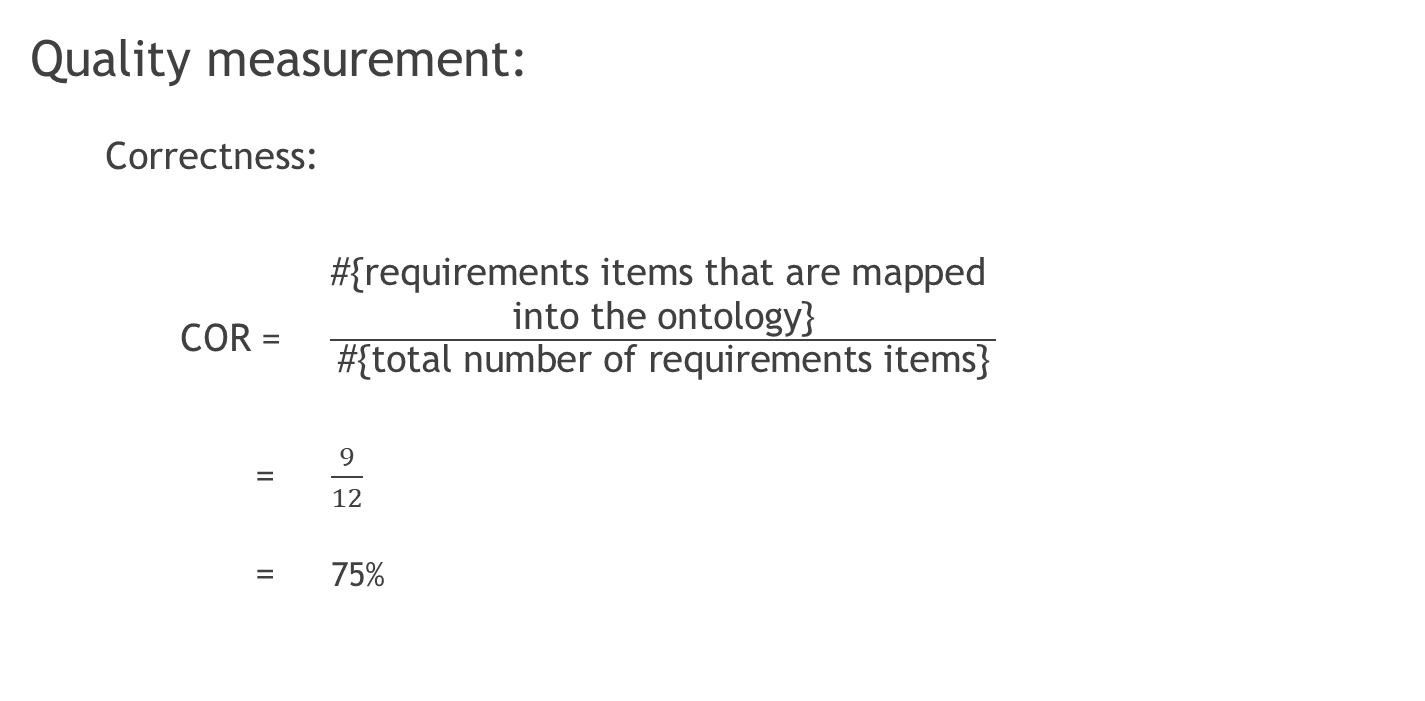 Quality measurement:
Correctness:
#{requirements items that are mapped
into the ontology}
COR =
#{total number of requirements items}
9
=
12
= 75%